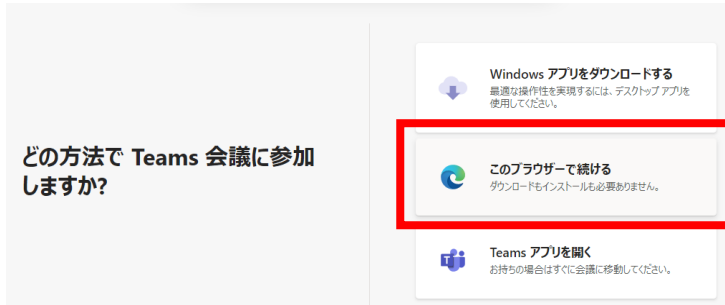 どの方法で Teams 会議に参加
しますか?
Windows アプリをダウンロードする
最適な操作性を実現するには、デスクトップ アプリを
使用してください。
このブラウザーで続ける
ダウンロードもインストールも必要ありません。
Teams アプリを開く
お持ちの場合はすぐに会議に移動してください。